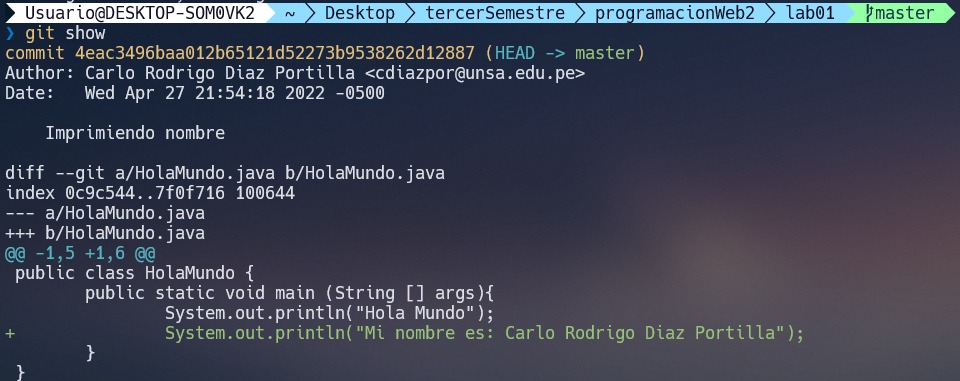 Usuario@DESKTOP-SOM0VK2 ~ Desktop tercerSemestre programacionWeb2 lab01 master
❯ git show
commit 4eac3496baa012b65121d52273b9538262d12887 (HEAD -> master)
Author: Carlo Rodrigo Diaz Portilla <cdiazpor@unsa.edu.pe>
Date:   Wed Apr 27 21:54:18 2022 -0500
    Imprimiendo nombre
diff --git a/HolaMundo.java b/HolaMundo.java
index 0c9c544..7f0f716 100644
--- a/HolaMundo.java
+++ b/HolaMundo.java
@@ -1,5 +1,6 @@
 public class HolaMundo {
        public static void main (String [] args){
                System.out.println("Hola Mundo");
+               System.out.println("Mi nombre es: Carlo Rodrigo Diaz Portilla");
        }
 }